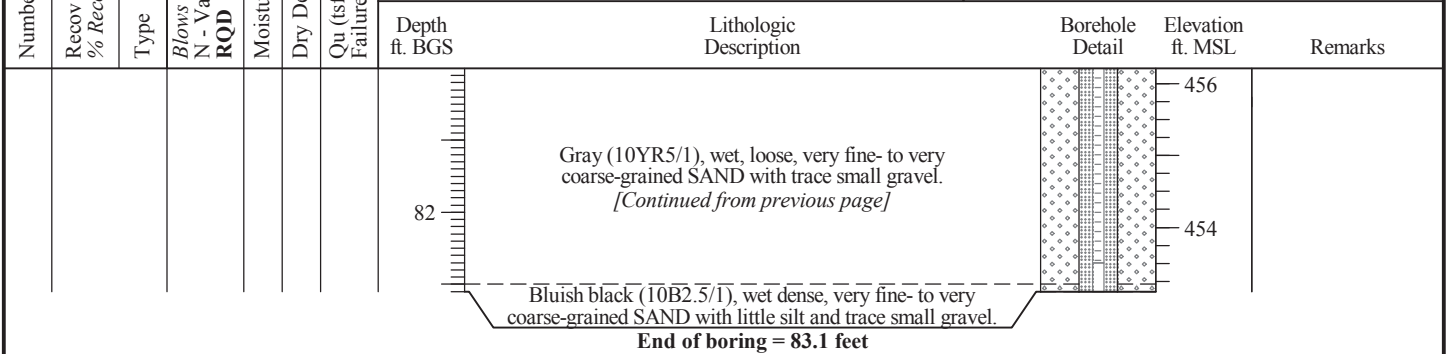 Number
Recov
% Reco
Type
Blows
N - Va
RQD
Moistu
Dry De
Qu (tsf
Failure
Depth
ft. BGS
Lithologic
Description
Borehole
Detail
Elevation
ft. MSL
Remarks
456
Gray (10YR5/1), wet, loose, very fine- to very
coarse-grained SAND with trace small gravel.
[Continued from previous page]
82
454
Bluish black (10B2.5/1), wet dense, very fine- to very
coarse-grained SAND with little silt and trace small gravel.
End of boring = 83.1 feet